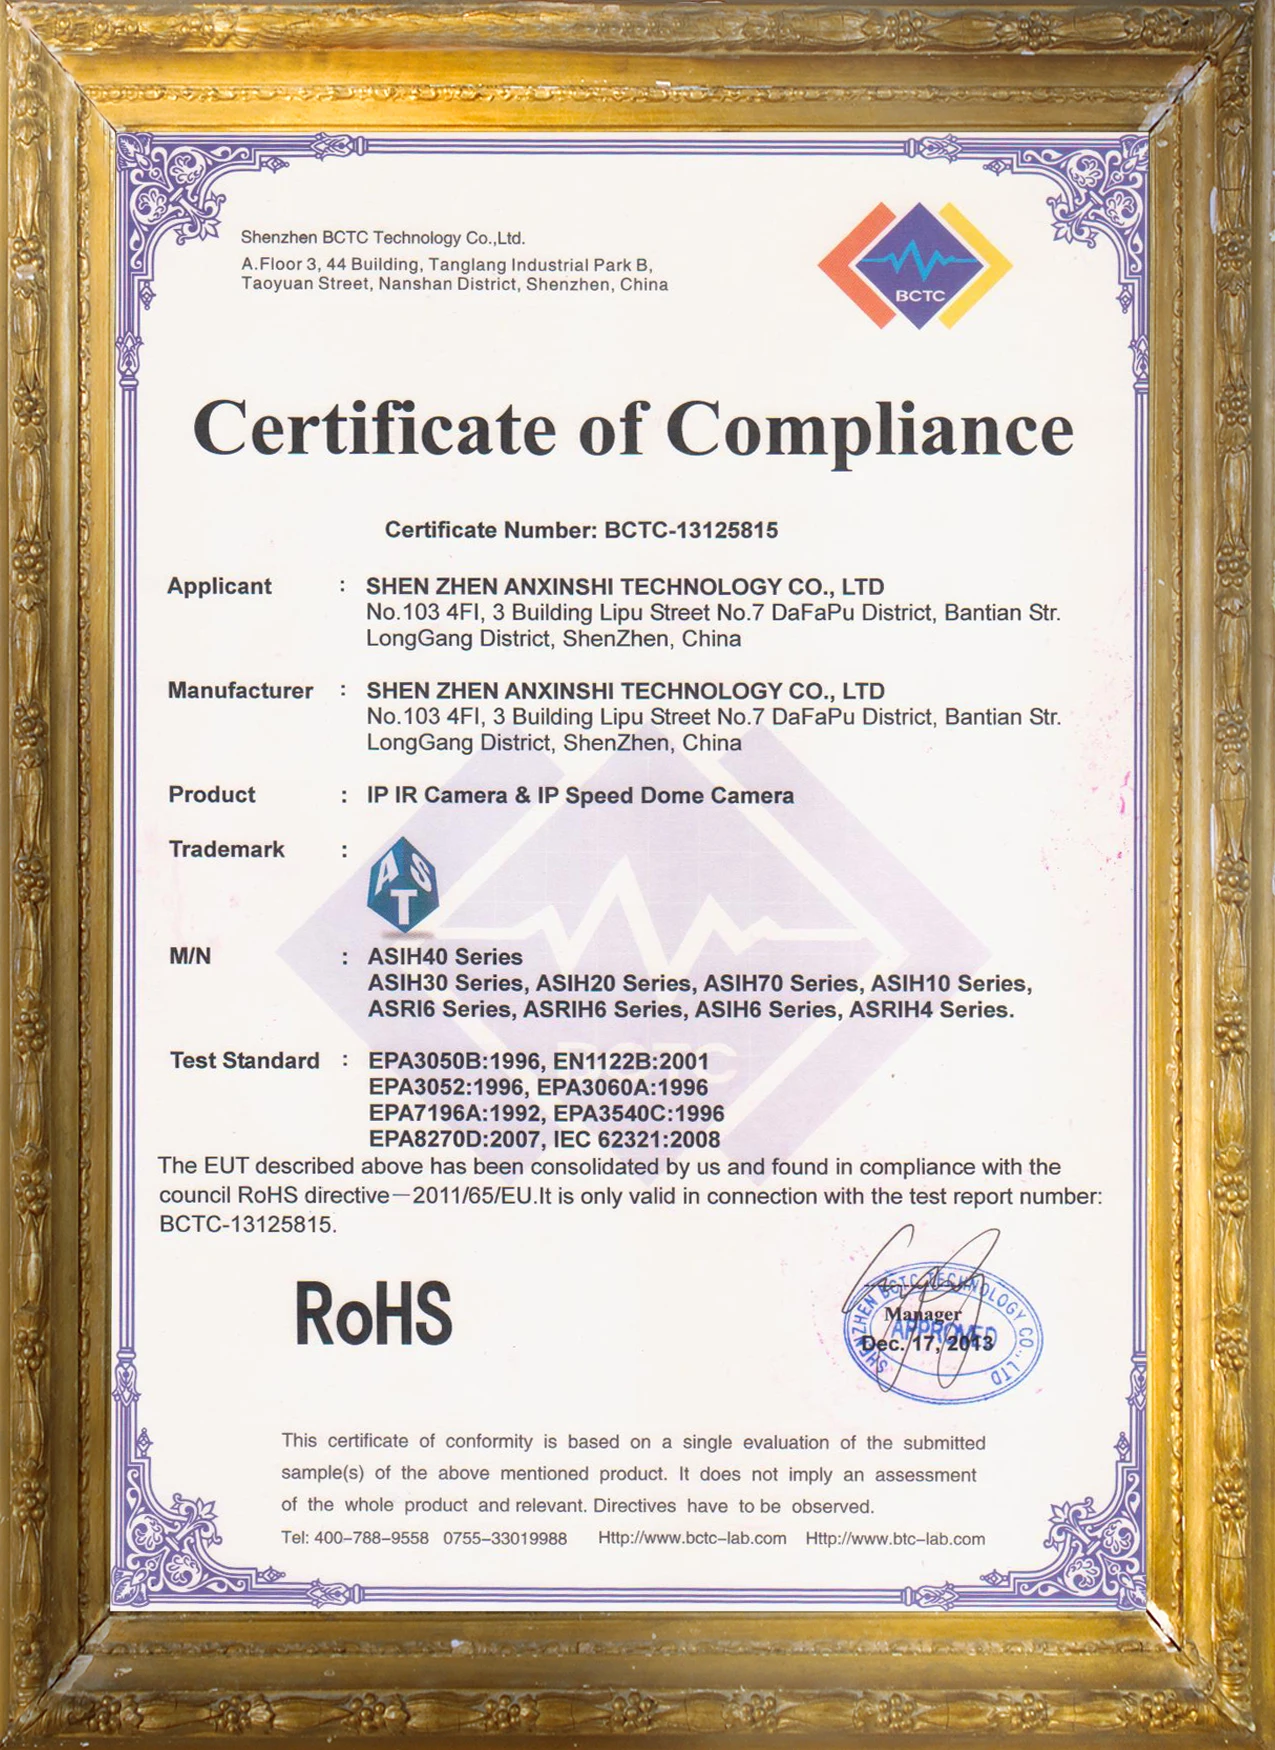 Shenzhen BCTC Technology Co.,Ltd.
A.Floor 3, 44 Building, Tanglang Industrial Park B,
Taoyuan Street, Nanshan District, Shenzhen, China
BCTC
Certificate of Compliance
Certificate Number: BCTC-13125815
Applicant : SHEN ZHEN ANXINSHI TECHNOLOGY CO., LTD
No.103 4FI, 3 Building Lipu Street No.7 DaFaPu District, Bantian Str.
LongGang District, ShenZhen, China
Manufacturer : SHEN ZHEN ANXINSHI TECHNOLOGY CO., LTD
No.103 4FI, 3 Building Lipu Street No.7 DaFaPu District, Bantian Str.
LongGang District, ShenZhen, China
Product : IP IR Camera & IP Speed Dome Camera
Trademark :
A S
T
M/N : ASIH40 Series
ASIH30 Series, ASIH20 Series, ASIH70 Series, ASIH10 Series,
ASRI6 Series, ASRIH6 Series, ASIH6 Series, ASRIH4 Series.
BCTC
Test Standard : EPA3050B:1996, EN1122B:2001
EPA3052:1996, EPA3060A:1996
EPA7196A:1992, EPA3540C:1996
EPA8270D:2007, IEC 62321:2008
The EUT described above has been consolidated by us and found in compliance with the
council RoHS directive—2011/65/EU.It is only valid in connection with the test report number:
BCTC-13125815.
RoHS
SHENZHEN BCTC TECHNOLOGY CO., LTD
Manager
APPROVED
Dec. 17, 2013
This certificate of conformity is based on a single evaluation of the submitted
sample(s) of the above mentioned product. It does not imply an assessment
of the whole product and relevant. Directives have to be observed.
Tel: 400–788–9558 0755–33019988 Http://www.bctc–lab.com Http://www.btc–lab.com